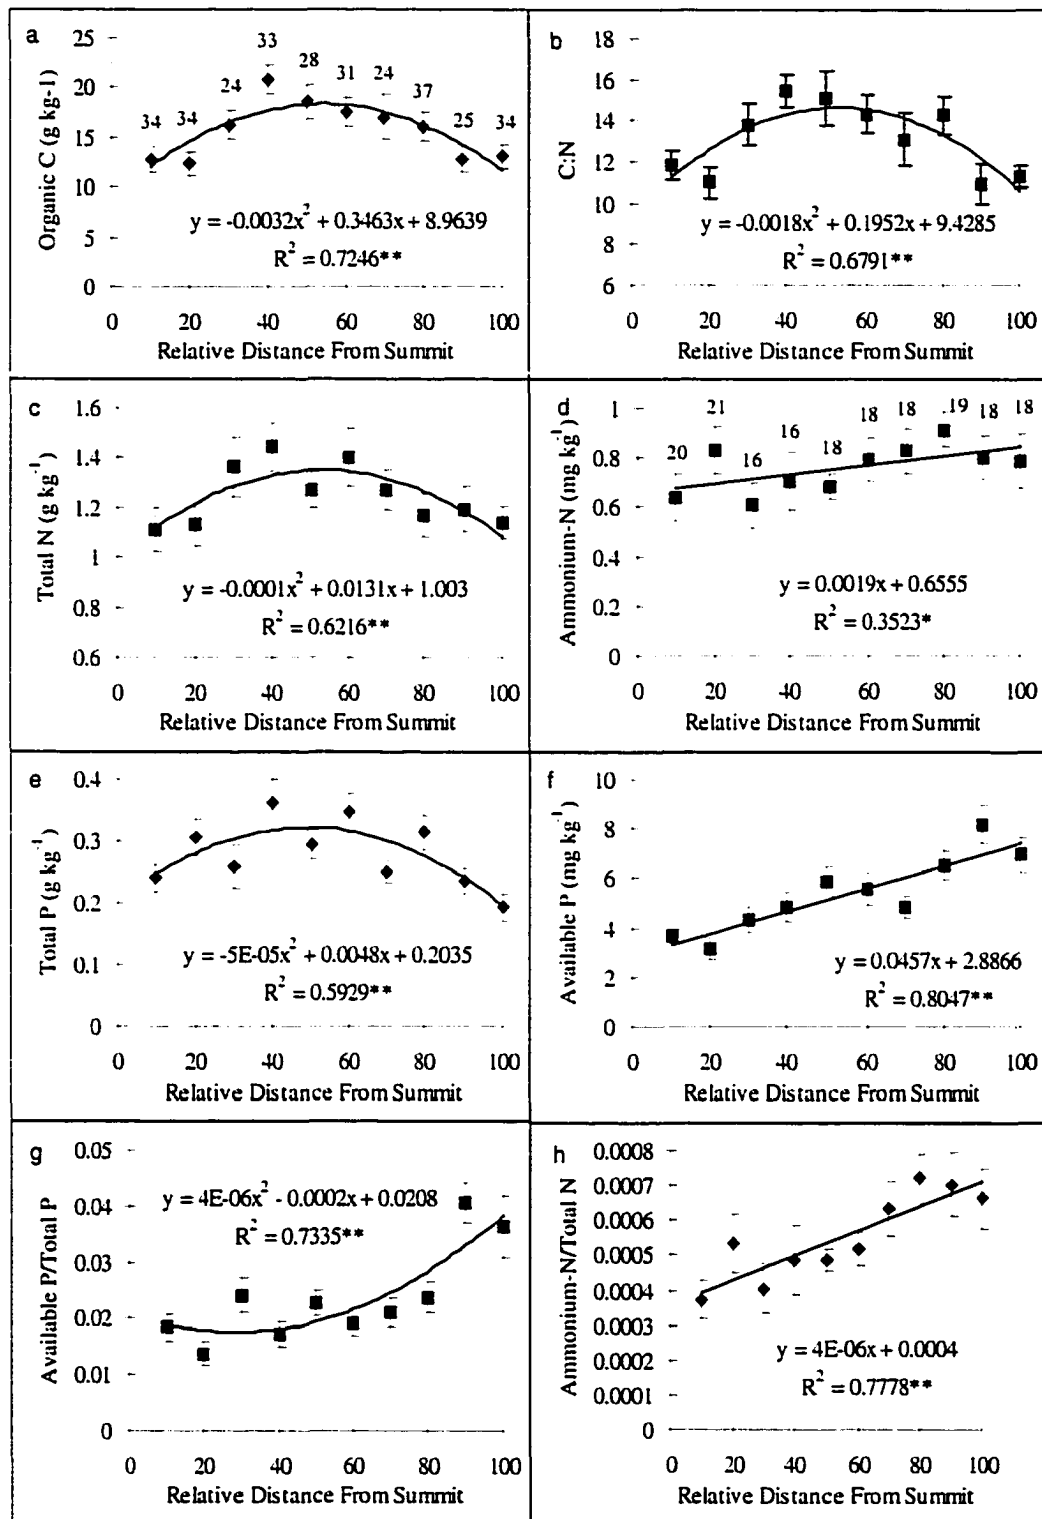 a
Organic C (g kg-1)
25
20
15
10
5
0
34
34
24
33
28
31
24
37
25
34
y = -0.0032x² + 0.3463x + 8.9639
R² = 0.7246**
0 20 40 60 80 100
Relative Distance From Summit
b
C:N
18
16
14
12
10
8
6
y = -0.0018x² + 0.1952x + 9.4285
R² = 0.6791**
0 20 40 60 80 100
Relative Distance From Summit
c
Total N (g kg⁻¹)
1.6
1.4
1.2
1
0.8
0.6
y = -0.0001x² + 0.0131x + 1.003
R² = 0.6216**
0 20 40 60 80 100
Relative Distance From Summit
d
Ammonium-N (mg kg⁻¹)
1
0.8
0.6
0.4
0.2
0
20
21
16
16
18
18
18
19
18
18
y = 0.0019x + 0.6555
R² = 0.3523*
0 20 40 60 80 100
Relative Distance From Summit
e
Total P (g kg⁻¹)
0.4
0.3
0.2
0.1
0
y = -5E-05x² + 0.0048x + 0.2035
R² = 0.5929**
0 20 40 60 80 100
Relative Distance From Summit
f
Available P (mg kg⁻¹)
10
8
6
4
2
0
y = 0.0457x + 2.8866
R² = 0.8047**
0 20 40 60 80 100
Relative Distance From Summit
g
Available P/Total P
0.05
0.04
0.03
0.02
0.01
0
y = 4E-06x² - 0.0002x + 0.0208
R² = 0.7335**
0 20 40 60 80 100
Relative Distance From Summit
h
Ammonium-N/Total N
0.0008
0.0007
0.0006
0.0005
0.0004
0.0003
0.0002
0.0001
0
y = 4E-06x + 0.0004
R² = 0.7778**
0 20 40 60 80 100
Relative Distance From Summit